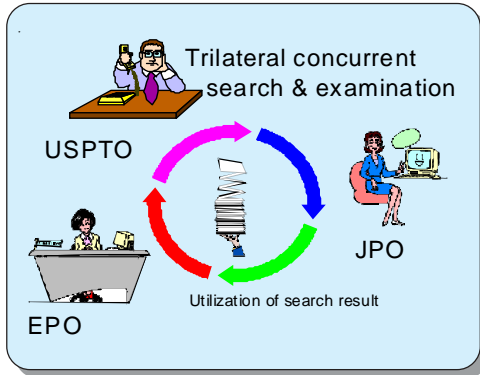 Trilateral concurrent
search & examination
USPTO
JPO
Utilization of search result
EPO